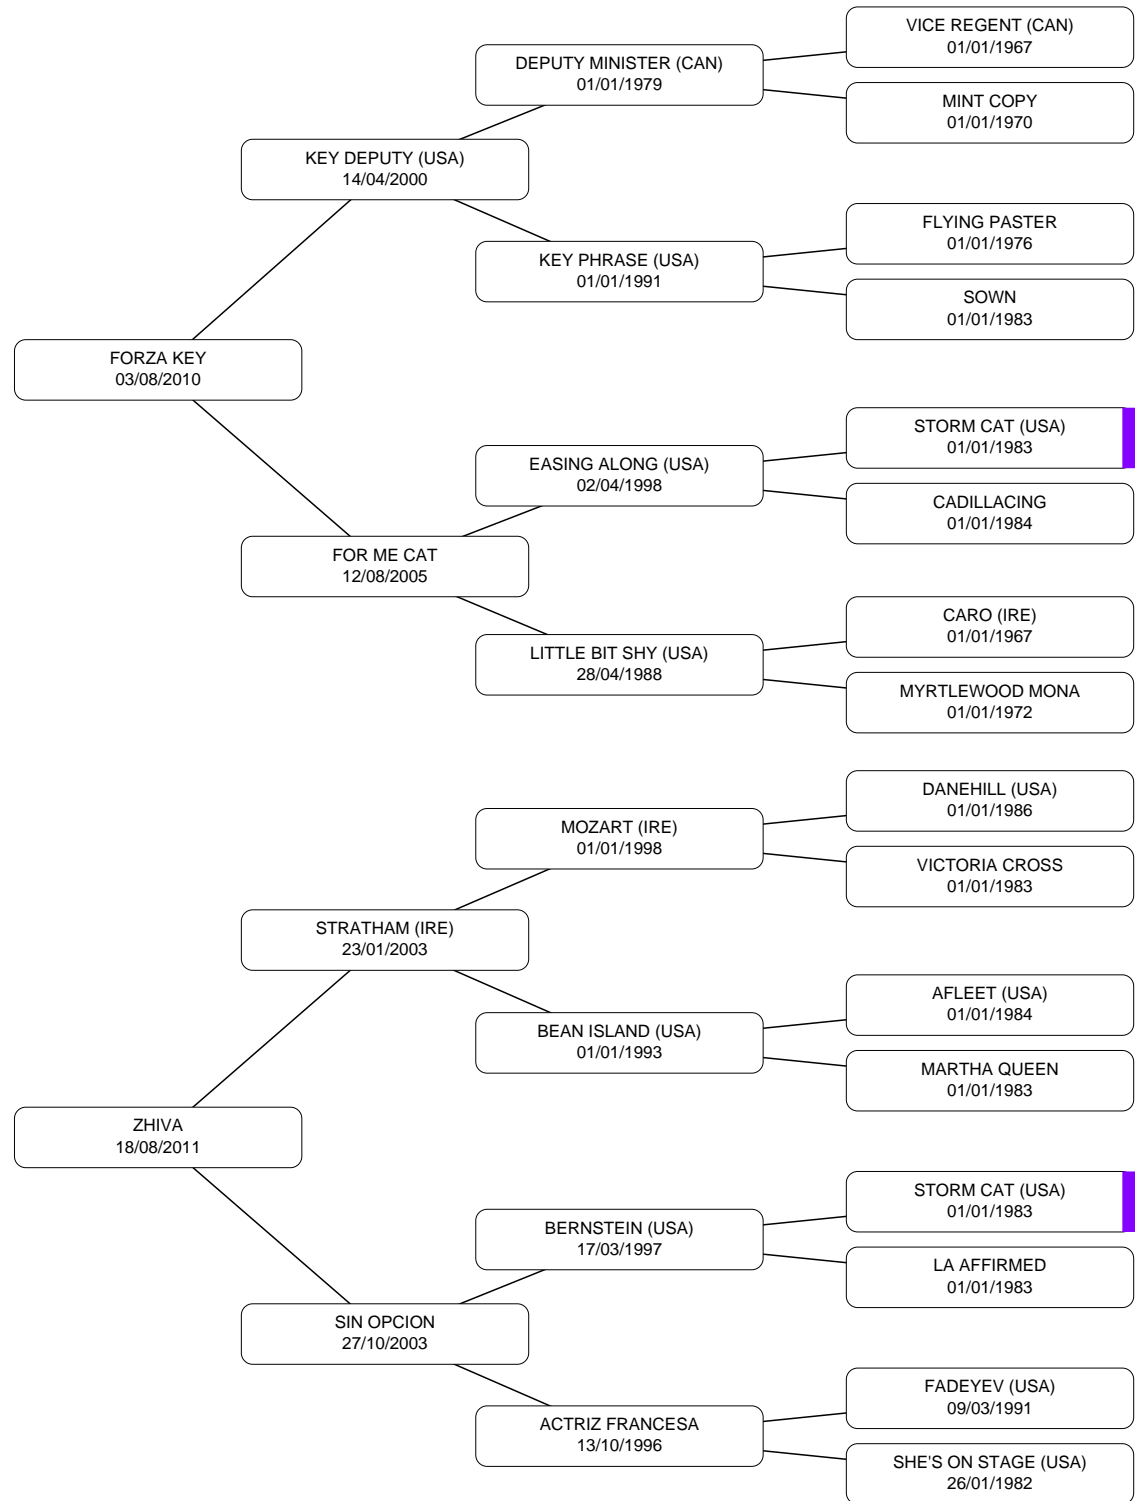 VICE REGENT (CAN)
01/01/1967
DEPUTY MINISTER (CAN)
01/01/1979
MINT COPY
01/01/1970
KEY DEPUTY (USA)
14/04/2000
FLYING PASTER
01/01/1976
KEY PHRASE (USA)
01/01/1991
SOWN
01/01/1983
FORZA KEY
03/08/2010
STORM CAT (USA)
01/01/1983
EASING ALONG (USA)
02/04/1998
CADILLACING
01/01/1984
FOR ME CAT
12/08/2005
CARO (IRE)
01/01/1967
LITTLE BIT SHY (USA)
28/04/1988
MYRTLEWOOD MONA
01/01/1972
DANEHILL (USA)
01/01/1986
MOZART (IRE)
01/01/1998
VICTORIA CROSS
01/01/1983
STRATHAM (IRE)
23/01/2003
AFLEET (USA)
01/01/1984
BEAN ISLAND (USA)
01/01/1993
MARTHA QUEEN
01/01/1983
ZHIVA
18/08/2011
STORM CAT (USA)
01/01/1983
BERNSTEIN (USA)
17/03/1997
LA AFFIRMED
01/01/1983
SIN OPCION
27/10/2003
FADEYEV (USA)
09/03/1991
ACTRIZ FRANCESA
13/10/1996
SHE'S ON STAGE (USA)
26/01/1982